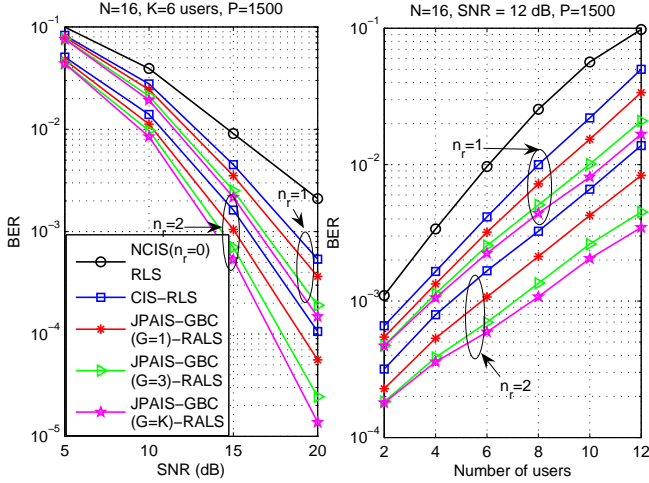 N=16, K=6 users, P=1500
10^-1
10^-2
10^-3
10^-4
10^-5
BER
5
10
15
20
SNR (dB)
n_r=1
n_r=2
NCIS(n_r=0)
RLS
CIS−RLS
JPAIS−GBC
(G=1)−RALS
JPAIS−GBC
(G=3)−RALS
JPAIS−GBC
(G=K)−RALS
N=16, SNR = 12 dB, P=1500
10^-1
10^-2
10^-3
10^-4
BER
2
4
6
8
10
12
Number of users
n_r=1
n_r=2